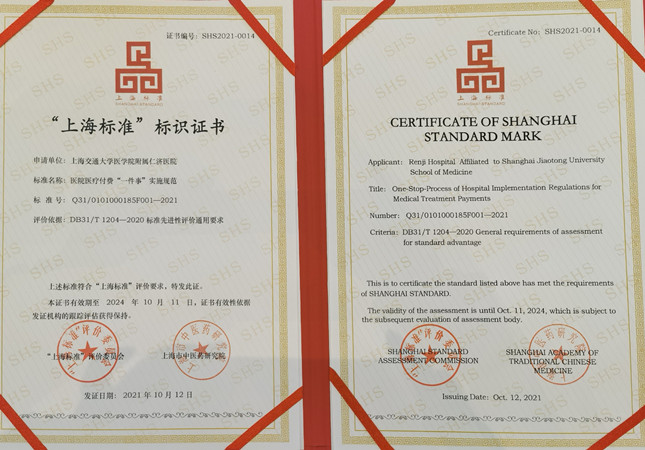 证书编号：SHS2021-0014
上海标准
SHANGHAI STANDARD
“上海标准”标识证书
申请单位：上海交通大学医学院附属仁济医院
标准名称：医院医疗付费“一件事”实施规范
标 准 号：Q31/0101000185F001—2021
评价依据：DB31/T 1204—2020 标准先进性评价通用要求
上述标准符合“上海标准”评价要求，特发此证。
本证书有效期至 2024 年 10 月 11 日，证书有效性依据
发证机构的跟踪评估获得保持。
“上海标准”评价委员会
上海市中医药研究院
发证日期：2021 年 10 月 12 日
Certificate No：SHS2021-0014
上海标准
SHANGHAI STANDARD
CERTIFICATE OF SHANGHAI
STANDARD MARK
Applicant：Renji Hospital Affiliated to Shanghai Jiaotong University
School of Medicine
Title：One-Stop-Process of Hospital Implementation Regulations for
Medical Treatment Payments
Number：Q31/0101000185F001—2021
Criteria：DB31/T 1204—2020 General requirements of assessment
for standard advantage
This is to certificate the standard listed above has met the requirements
of SHANGHAI STANDARD.
The validity of the assessment is until Oct. 11, 2024, which is subject to
the subsequent evaluation of assessment body.
SHANGHAI STANDARD
ASSESSMENT COMMISSION
SHANGHAI ACADEMY OF
TRADITIONAL CHINESE
MEDICINE
Issuing Date：Oct. 12, 2021